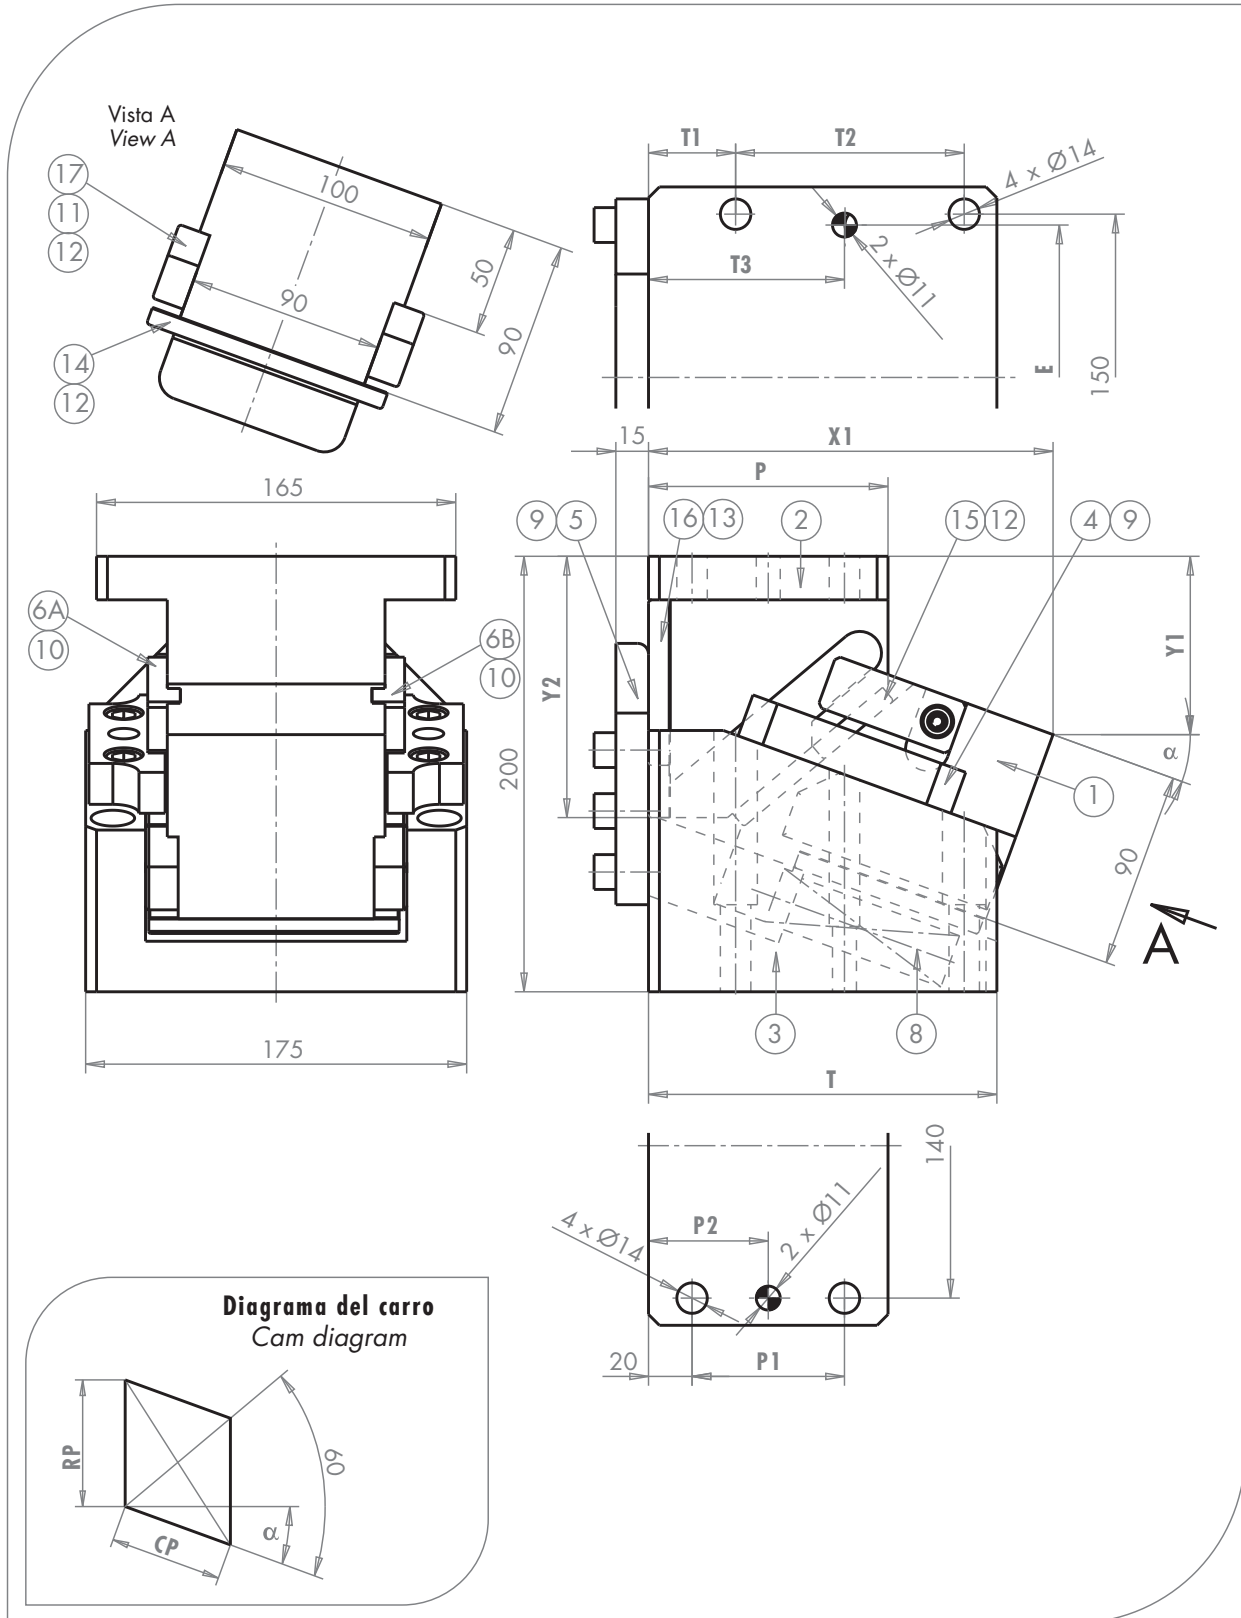 Vista A
View A
17
11
12
14
12
100
90
50
90
T1
T2
4 x Ø14
T3
2 x Ø11
E
150
15
X1
P
165
9
5
16
13
2
15
12
4
9
6A
10
6B
10
Y2
200
Y1
α
1
90
A
3
8
175
T
140
P2
4 x Ø14
2 x Ø11
20
P1
Diagrama del carro
Cam diagram
RP
CP
α
60